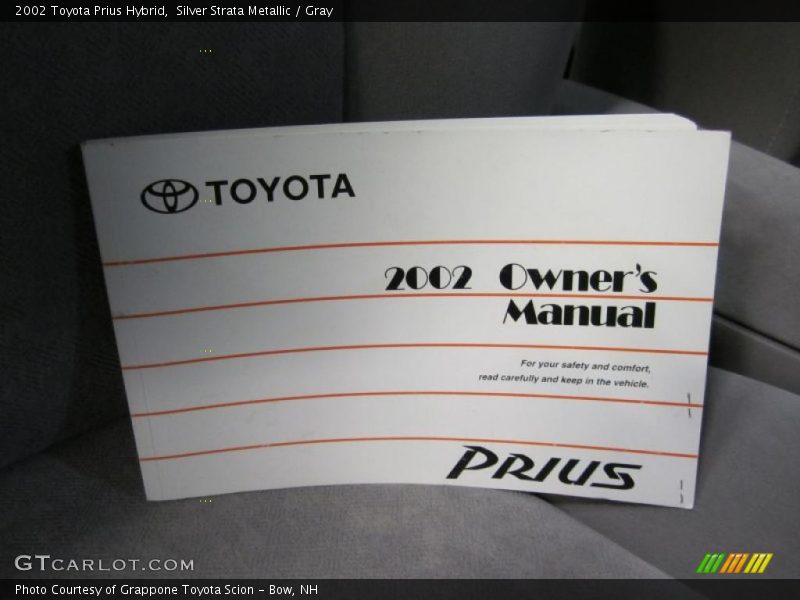 2002 Toyota Prius Hybrid,  Silver Strata Metallic / Gray
TOYOTA
2002 Owner's
Manual
For your safety and comfort,
read carefully and keep in the vehicle.
PRIUS
GTCARLOT.COM
Photo Courtesy of Grappone Toyota Scion - Bow, NH